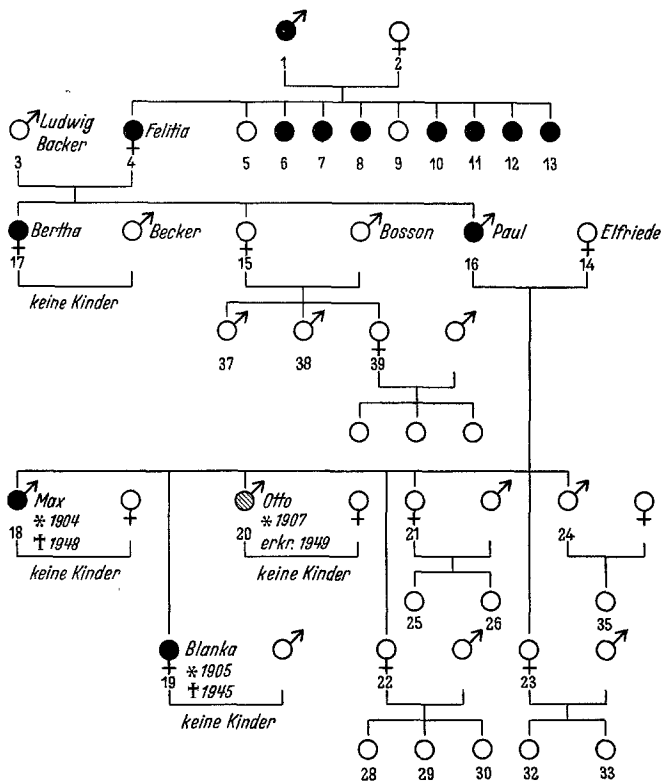 1 2
Ludwig
Backer Felitia
3 4 5 6 7 8 9 10 11 12 13
Bertha Becker Bosson Paul Elfriede
17 15 16 14
keine Kinder
37 38 39
Max Otto
* 1904 * 1907
18 † 1948 20 erkr. 1949 21 24
keine Kinder keine Kinder
25 26 35
Blanka
19 * 1905 22 23
† 1945
keine Kinder
28 29 30 32 33